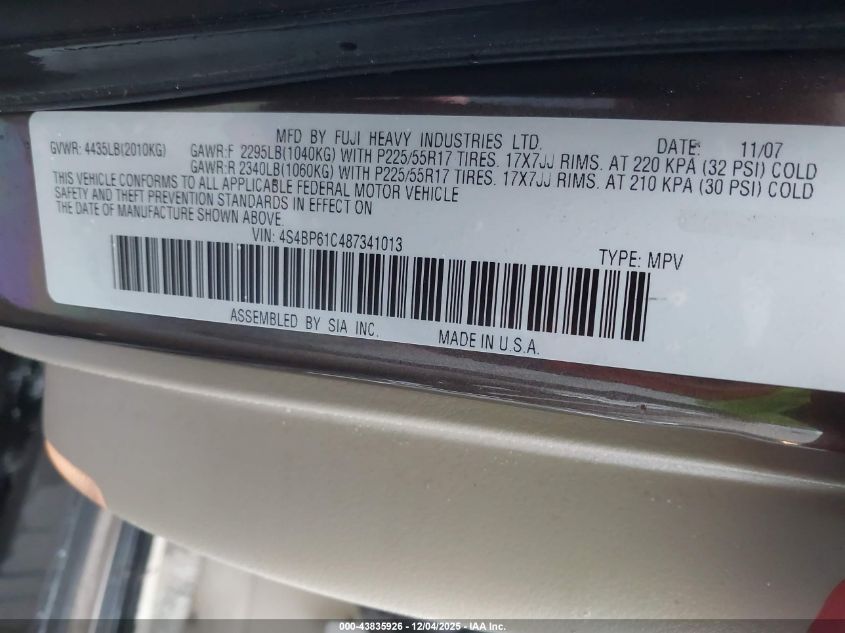 MFD BY FUJI HEAVY INDUSTRIES LTD. DATE: 11/07
GVWR: 4435LB(2010KG) GAWR:F 2295LB(1040KG) WITH P225/55R17 TIRES. 17X7JJ RIMS. AT 220 KPA (32 PSI) COLD
GAWR:R 2340LB(1060KG) WITH P225/55R17 TIRES. 17X7JJ RIMS. AT 210 KPA (30 PSI) COLD
THIS VEHICLE CONFORMS TO ALL APPLICABLE FEDERAL MOTOR VEHICLE
SAFETY AND THEFT PREVENTION STANDARDS IN EFFECT ON
THE DATE OF MANUFACTURE SHOWN ABOVE.
VIN: 4S4BP61C487341013 TYPE: MPV
ASSEMBLED BY SIA INC. MADE IN U.S.A.
000-43835926 - 12/04/2025 - IAA Inc.